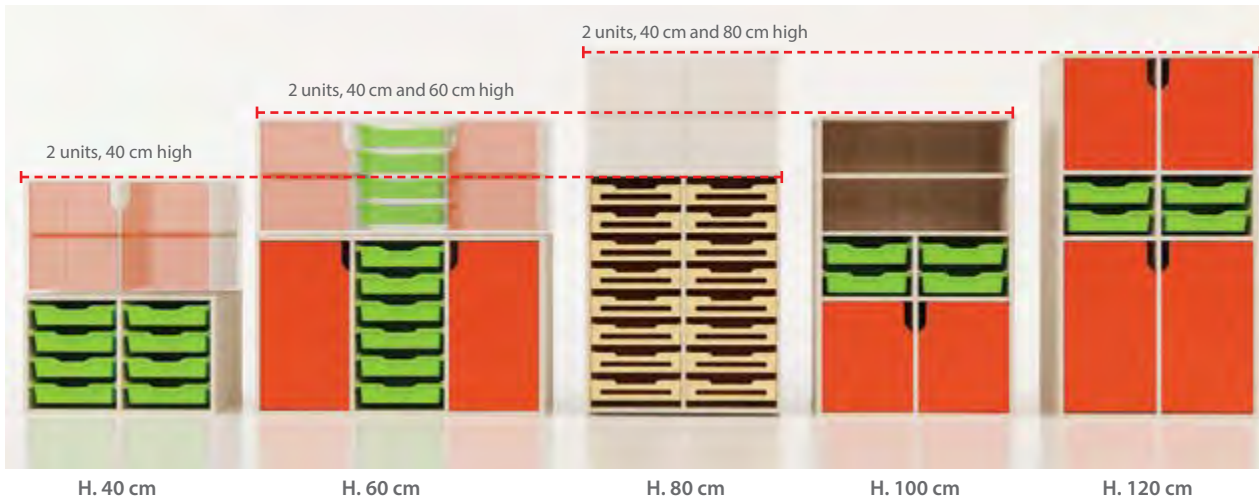 2 units, 40 cm and 80 cm high
2 units, 40 cm and 60 cm high
2 units, 40 cm high
H. 40 cm
H. 60 cm
H. 80 cm
H. 100 cm
H. 120 cm